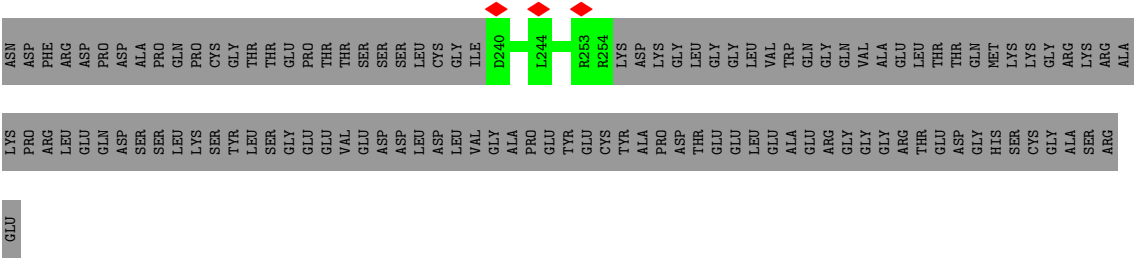 ASN ASP PHE ARG ASP PRO ASP ALA PRO GLN PRO CYS GLY THR THR GLU PRO THR THR SER SER SER LEU CYS GLY ILE D240 L244 R253 R254 LYS ASP LYS GLY LEU GLY GLY LEU VAL TRP GLN GLY GLN VAL ALA GLU LEU THR THR GLN MET LYS LYS GLY ARG LYS ARG ALA
LYS PRO ARG LEU GLU GLN ASP SER SER LEU LYS SER TYR LEU SER GLY GLU GLU VAL GLU ASP ASP LEU ASP LEU VAL GLY ALA PRO GLU TYR GLU CYS TYR ALA PRO ASP THR GLU GLU LEU GLU ALA GLU ARG GLY GLY GLY ARG THR GLU ASP GLY HIS SER CYS GLY ALA SER ARG
GLU